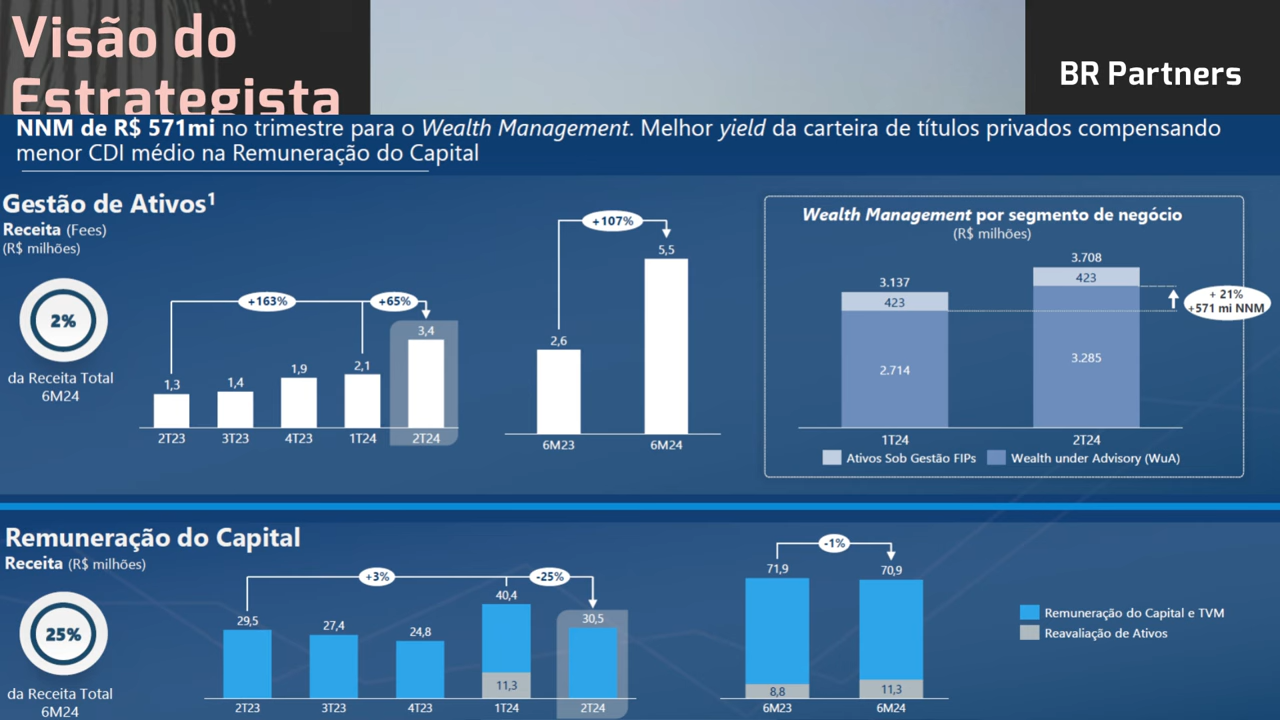 Visão do
Estrategista
BR Partners
NNM de R$ 571mi no trimestre para o Wealth Management. Melhor yield da carteira de títulos privados compensando
menor CDI médio na Remuneração do Capital
Gestão de Ativos¹
Receita (Fees)
(R$ milhões)
2%
da Receita Total
6M24
+163%
+65%
1,3
1,4
1,9
2,1
3,4
2T23
3T23
4T23
1T24
2T24
+107%
2,6
5,5
6M23
6M24
Wealth Management por segmento de negócio
(R$ milhões)
3.137
423
2.714
3.708
423
3.285
+ 21%
+571 mi NNM
1T24
2T24
Ativos Sob Gestão FIPs
Wealth under Advisory (WuA)
Remuneração do Capital
Receita (R$ milhões)
25%
da Receita Total
6M24
+3%
-25%
29,5
27,4
24,8
40,4
11,3
30,5
2T23
3T23
4T23
1T24
2T24
-1%
71,9
8,8
70,9
11,3
6M23
6M24
Remuneração do Capital e TVM
Reavaliação de Ativos